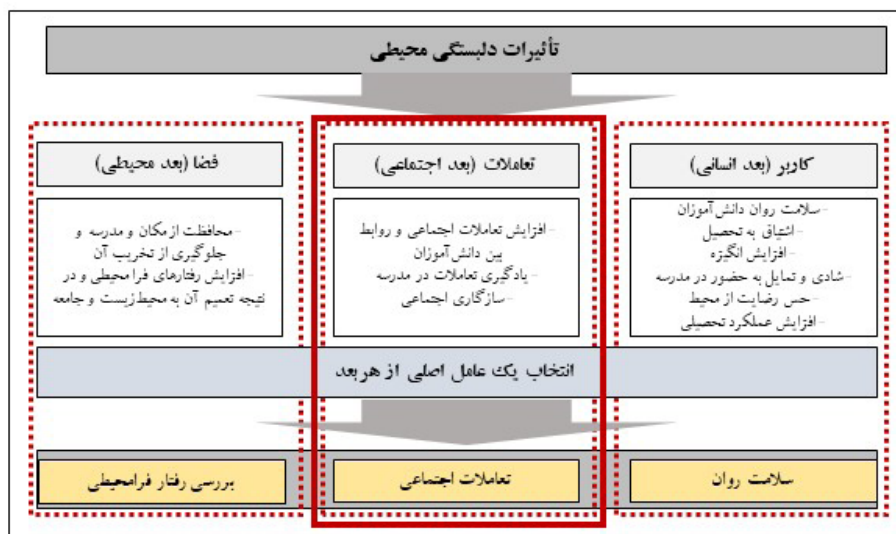 تأثیرات دلبستگی محیطی
کاربر (بعد انسانی)
-سلامت روان دانش‌آموزان
-اشتیاق به تحصیل
-افزایش انگیزه
-شادی و تمایل به حضور در مدرسه
-حس رضایت از محیط
-افزایش عملکرد تحصیلی
تعاملات (بعد اجتماعی)
-افزایش تعاملات اجتماعی و روابط
بین دانش‌آموزان
-یادگیری تعاملات در مدرسه
-سازگاری اجتماعی
فضا (بعد محیطی)
-محافظت از مکان و مدرسه و
جلوگیری از تخریب آن
-افزایش رفتارهای فرا محیطی و در
نتیجه تعمیم آن به محیط‌زیست و جامعه
انتخاب یک عامل اصلی از هر بعد
سلامت روان
تعاملات اجتماعی
بررسی رفتار فرامحیطی